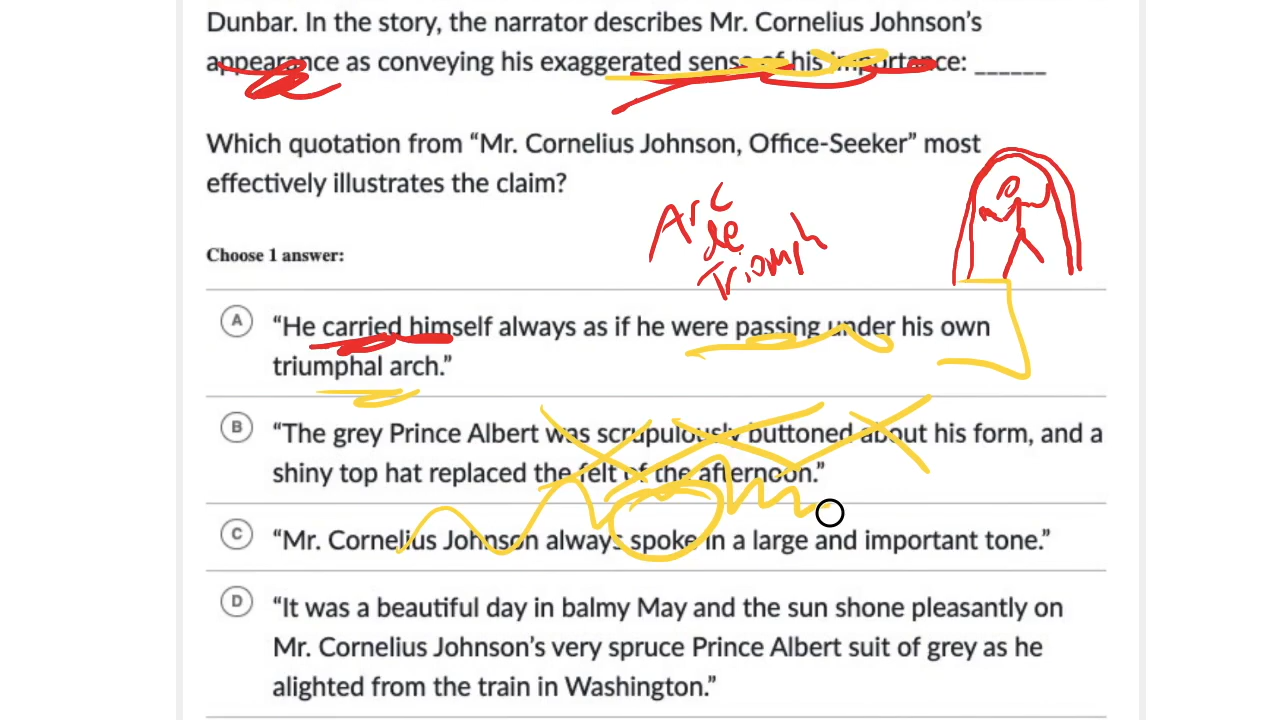 Dunbar. In the story, the narrator describes Mr. Cornelius Johnson’s
appearance as conveying his exaggerated sense of his importance: ______
Which quotation from “Mr. Cornelius Johnson, Office-Seeker” most
effectively illustrates the claim?
Arc
de
Triomph
Choose 1 answer:
A “He carried himself always as if he were passing under his own
triumphal arch.”
B “The grey Prince Albert was scrupulously buttoned about his form, and a
shiny top hat replaced the felt of the afternoon.”
C “Mr. Cornelius Johnson always spoke in a large and important tone.”
D “It was a beautiful day in balmy May and the sun shone pleasantly on
Mr. Cornelius Johnson’s very spruce Prince Albert suit of grey as he
alighted from the train in Washington.”